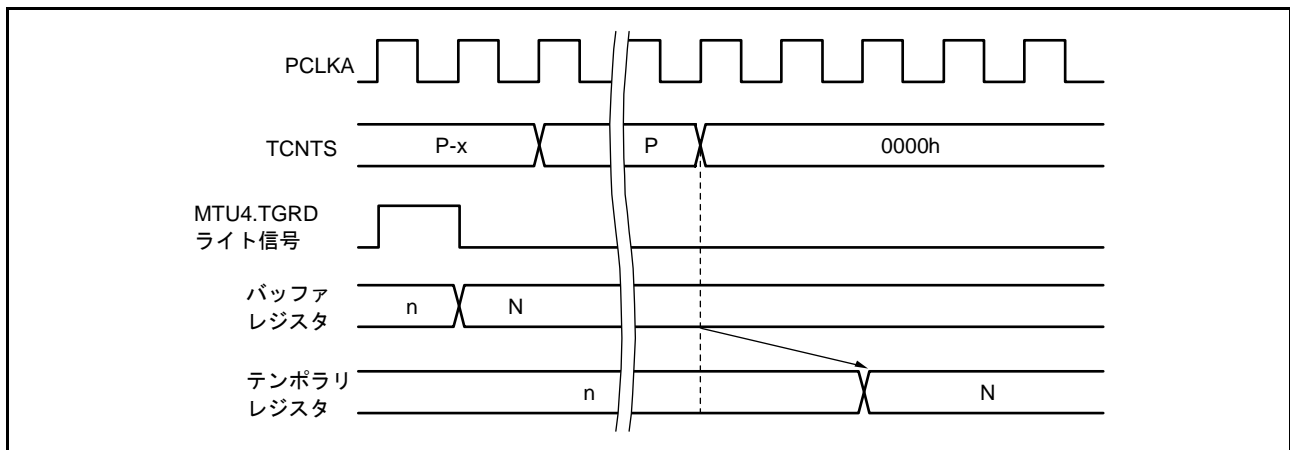 PCLKA
TCNTS P-x P 0000h
MTU4.TGRD
ライト信号
バッファ
レジスタ n N
テンポラリ
レジスタ n N